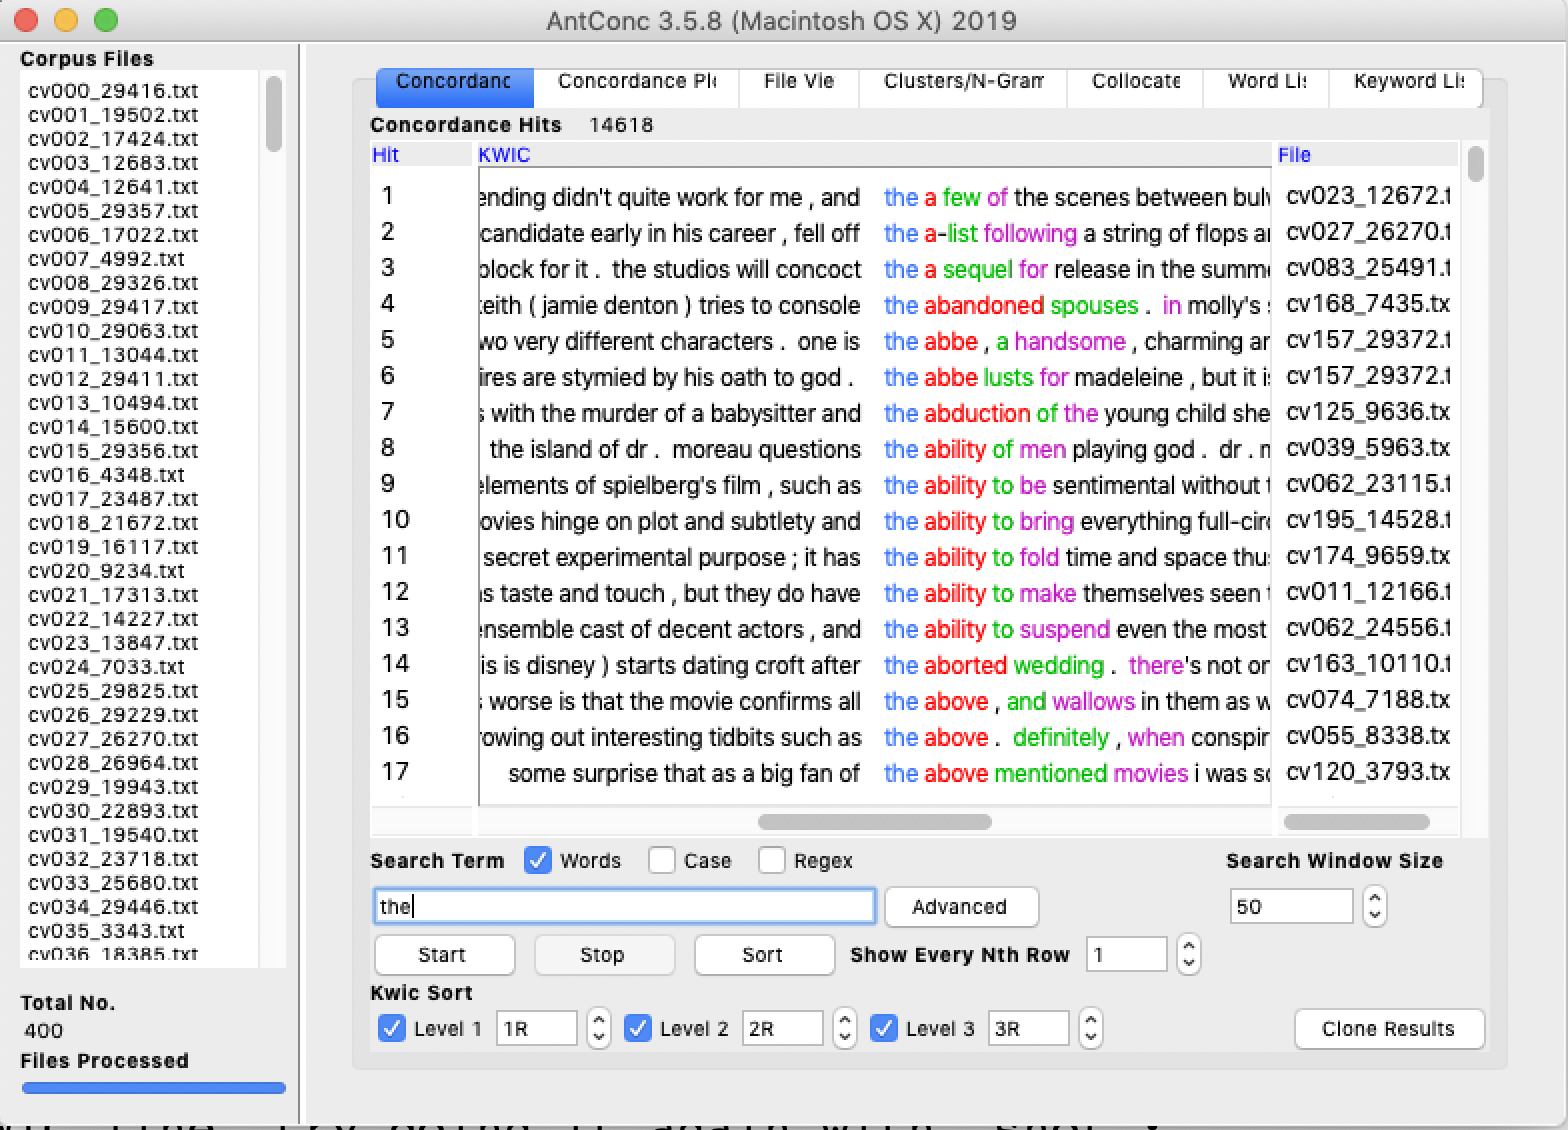 AntConc 3.5.8 (Macintosh OS X) 2019
Corpus Files
cv000_29416.txt
cv001_19502.txt
cv002_17424.txt
cv003_12683.txt
cv004_12641.txt
cv005_29357.txt
cv006_17022.txt
cv007_4992.txt
cv008_29326.txt
cv009_29417.txt
cv010_29063.txt
cv011_13044.txt
cv012_29411.txt
cv013_10494.txt
cv014_15600.txt
cv015_29356.txt
cv016_4348.txt
cv017_23487.txt
cv018_21672.txt
cv019_16117.txt
cv020_9234.txt
cv021_17313.txt
cv022_14227.txt
cv023_13847.txt
cv024_7033.txt
cv025_29825.txt
cv026_29229.txt
cv027_26270.txt
cv028_26964.txt
cv029_19943.txt
cv030_22893.txt
cv031_19540.txt
cv032_23718.txt
cv033_25680.txt
cv034_29446.txt
cv035_3343.txt
cv036_18385.txt
Total No.
400
Files Processed
Concordanc Concordance Pl File Vie Clusters/N-Gram Collocate Word Lis Keyword Lis
Concordance Hits 14618
Hit KWIC File
1 ending didn't quite work for me , and the a few of the scenes between bulw cv023_12672.t
2 candidate early in his career , fell off the a-list following a string of flops ar cv027_26270.t
3 block for it . the studios will concoct the a sequel for release in the summe cv083_25491.t
4 keith ( jamie denton ) tries to console the abandoned spouses . in molly's s cv168_7435.tx
5 wo very different characters . one is the abbe , a handsome , charming ar cv157_29372.t
6 ires are stymied by his oath to god . the abbe lusts for madeleine , but it is cv157_29372.t
7 s with the murder of a babysitter and the abduction of the young child she cv125_9636.tx
8 the island of dr . moreau questions the ability of men playing god . dr . m cv039_5963.tx
9 elements of spielberg's film , such as the ability to be sentimental without t cv062_23115.t
10 ovies hinge on plot and subtlety and the ability to bring everything full-circ cv195_14528.t
11 secret experimental purpose ; it has the ability to fold time and space thus cv174_9659.tx
12 as taste and touch , but they do have the ability to make themselves seen t cv011_12166.t
13 ensemble cast of decent actors , and the ability to suspend even the most cv062_24556.t
14 is is disney ) starts dating croft after the aborted wedding . there's not or cv163_10110.t
15 s worse is that the movie confirms all the above , and wallows in them as w cv074_7188.tx
16 rowing out interesting tidbits such as the above . definitely , when conspir cv055_8338.tx
17 some surprise that as a big fan of the above mentioned movies i was so cv120_3793.tx
Search Term Words Case Regex Search Window Size
the Advanced 50
Start Stop Sort Show Every Nth Row 1
Kwic Sort
Level 1 1R Level 2 2R Level 3 3R Clone Results